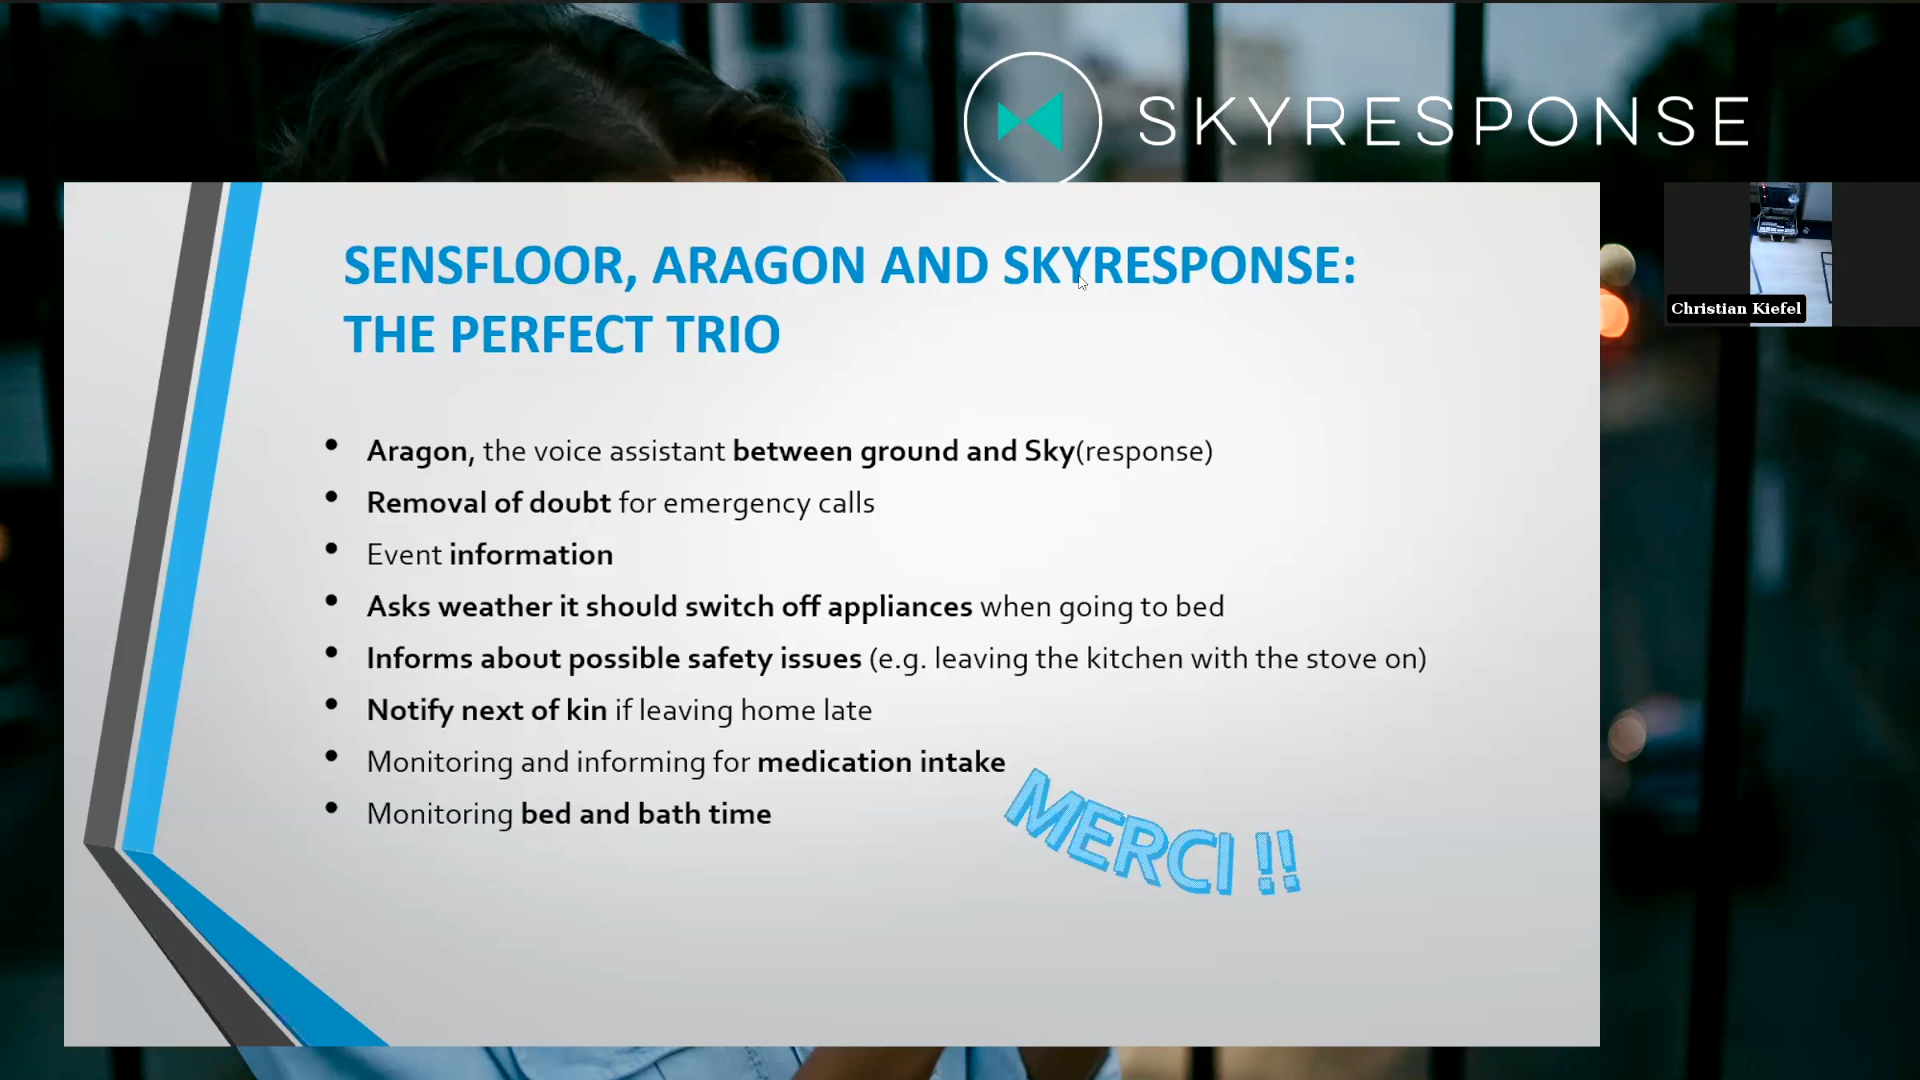 SKYRESPONSE
SENSFLOOR, ARAGON AND SKYRESPONSE:
THE PERFECT TRIO
Christian Kiefel
• Aragon, the voice assistant between ground and Sky(response)
• Removal of doubt for emergency calls
• Event information
• Asks weather it should switch off appliances when going to bed
• Informs about possible safety issues (e.g. leaving the kitchen with the stove on)
• Notify next of kin if leaving home late
• Monitoring and informing for medication intake
• Monitoring bed and bath time
MERCI !!